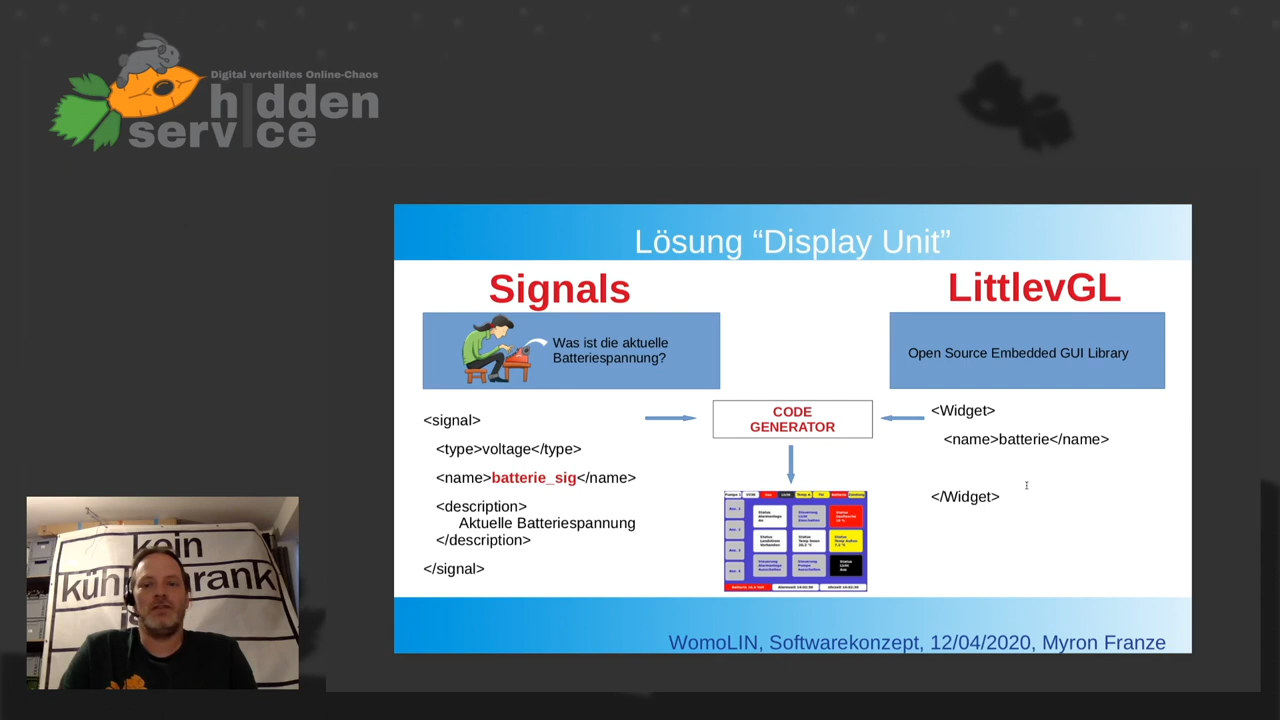 Digital verteiltes Online-Chaos
hidden
service
Lösung “Display Unit”
Signals
LittlevGL
Was ist die aktuelle
Batteriespannung?
Open Source Embedded GUI Library
<signal>
<type>voltage</type>
<name>batterie_sig</name>
<description>
Aktuelle Batteriespannung
</description>
</signal>
CODE
GENERATOR
<Widget>
<name>batterie</name>
</Widget>
WomoLIN, Softwarekonzept, 12/04/2020, Myron Franze
kein